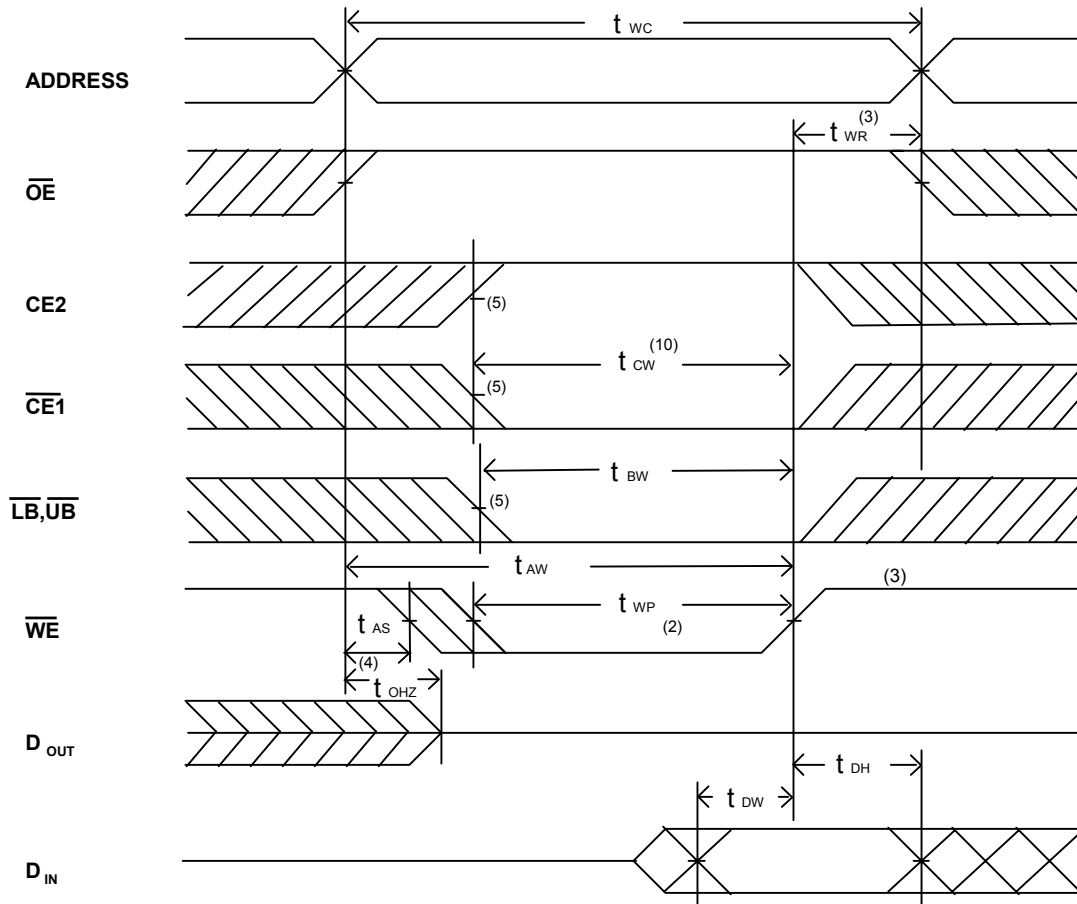 t WC
ADDRESS
t WR (3)
OE
CE2
(5)
t CW (10)
CE1
(5)
t BW
LB,UB
(5)
t AW
(3)
WE
t WP
(2)
t AS
(4)
t OHZ
D OUT
t DH
t DW
D IN